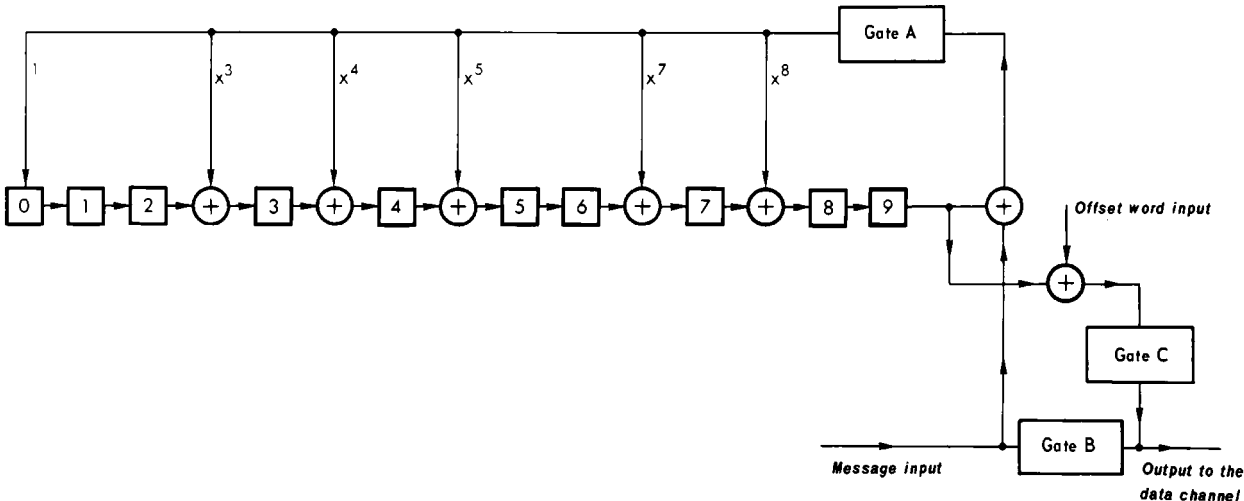 Gate A
1
x³
x⁴
x⁵
x⁷
x⁸
0 1 2 + 3 + 4 + 5 6 + 7 + 8 9 +
Offset word input
+
Gate C
Gate B
Message input
Output to the
data channel